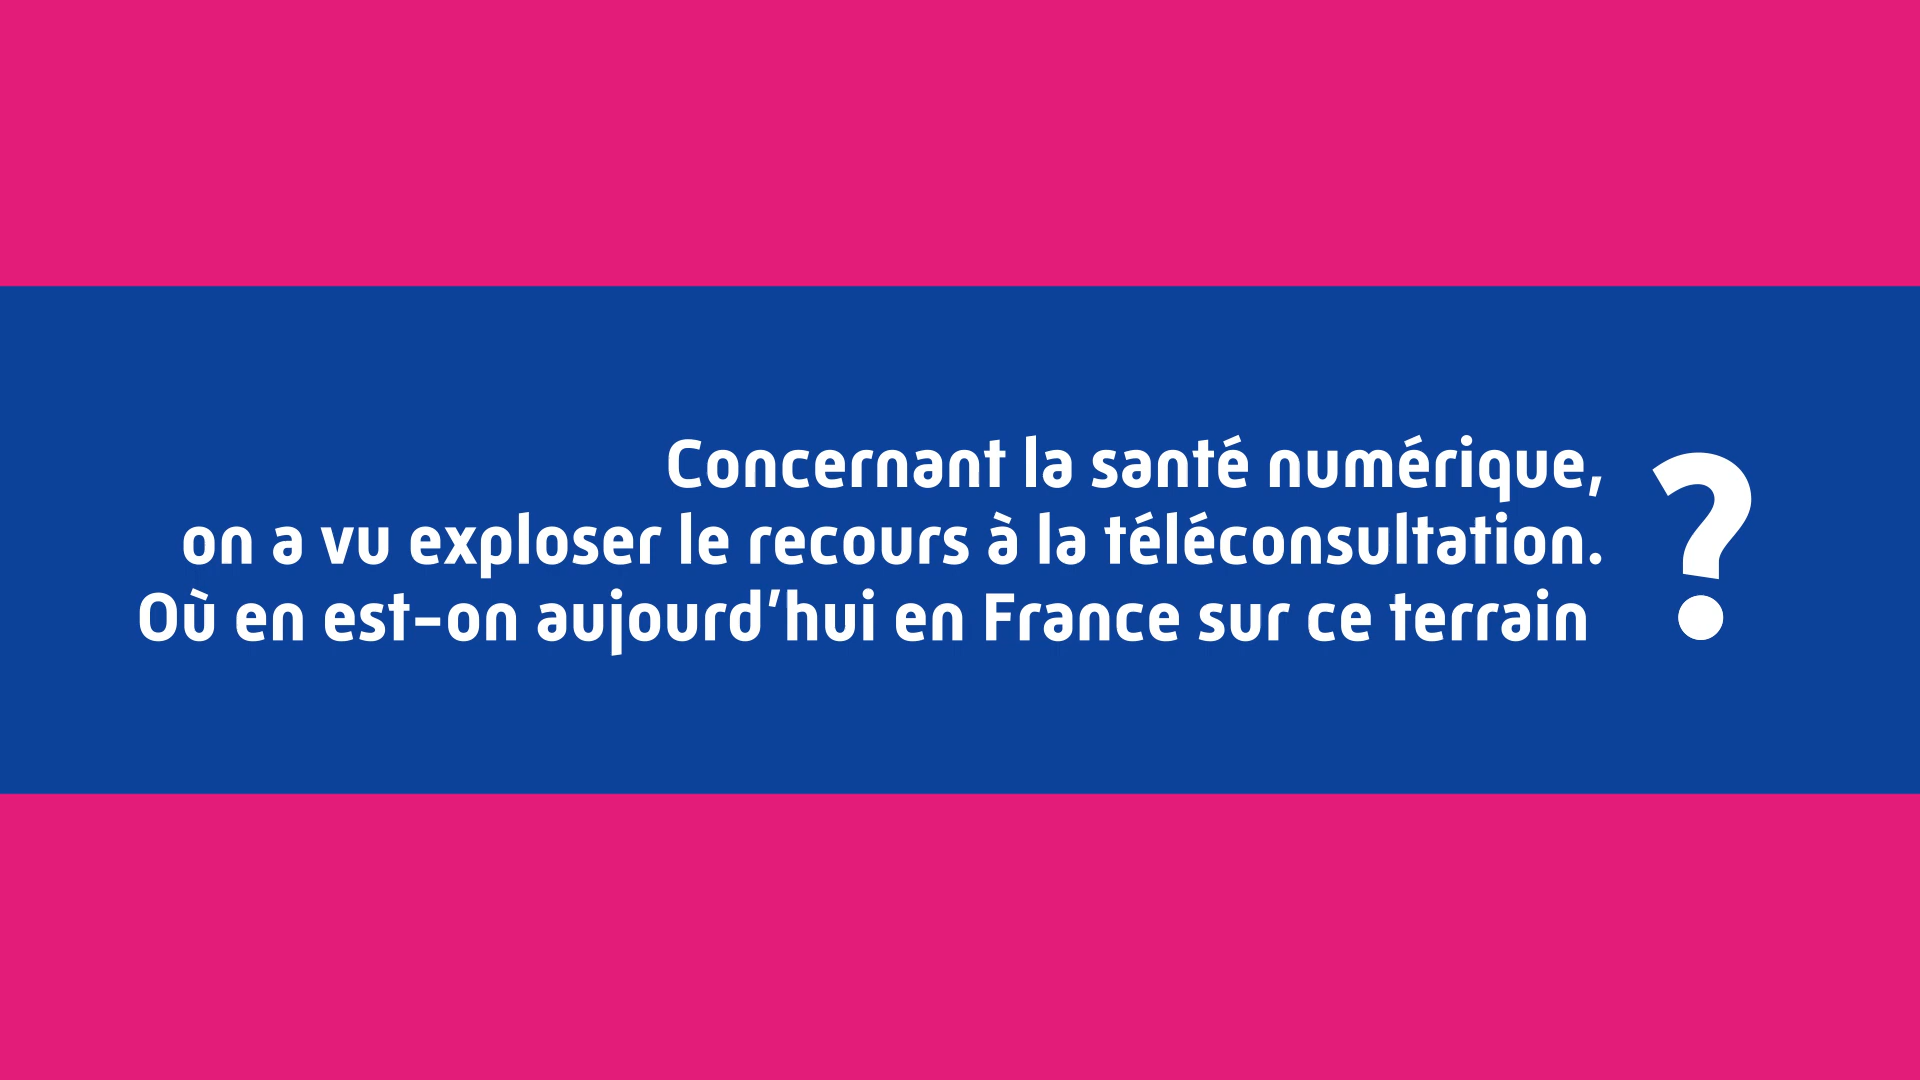 Concernant la santé numérique,
on a vu exploser le recours à la téléconsultation.
Où en est-on aujourd'hui en France sur ce terrain ?